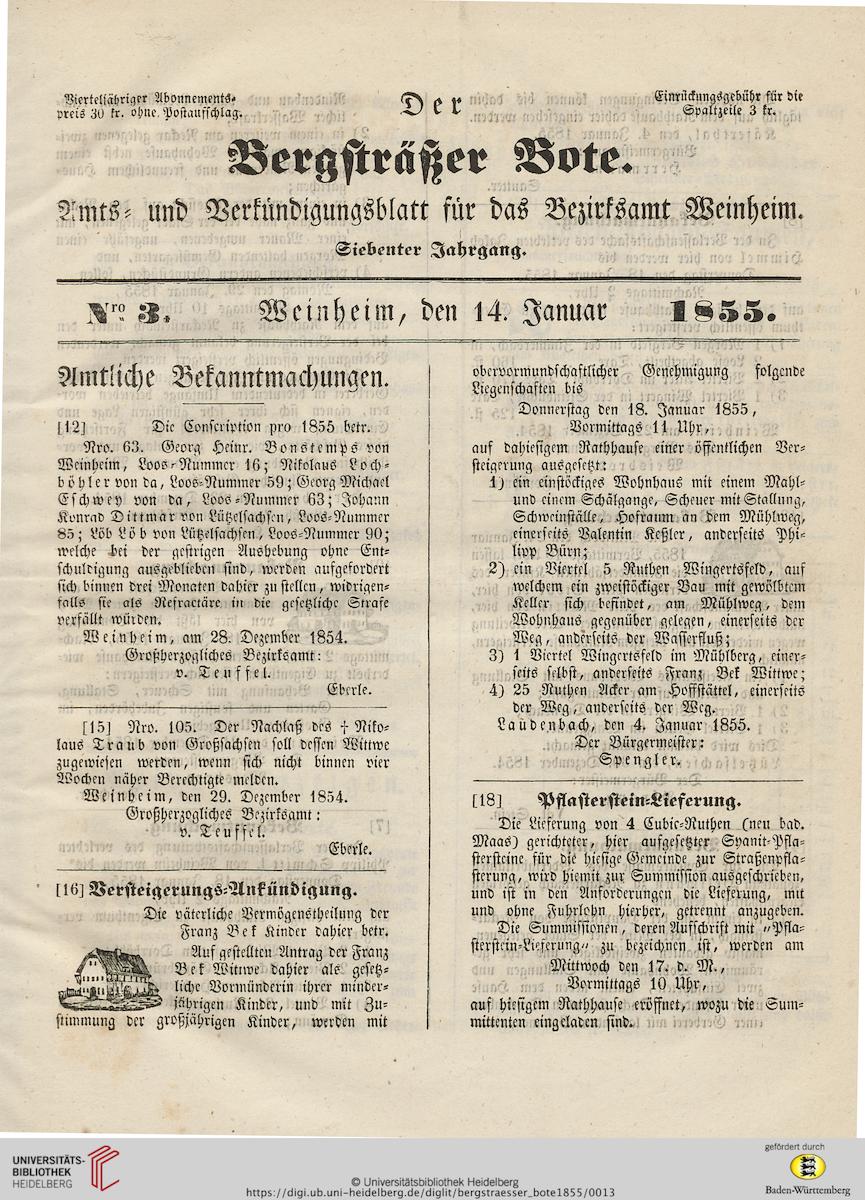 Vierteljähriger Abonnements-
preis 30 kr. ohne Postaufschlag.
Der
Einrückungsgebühr für die
Spaltzeile 3 kr.
Bergsträßer Bote.
Amts- und Verkündigungsblatt für das Bezirksamt Weinheim.
Siebenter Jahrgang.
Nro 3. Weinheim, den 14. Januar 1855.
Amtliche Bekanntmachungen.
[12] Die Conscription pro 1855 betr.
Nro. 63. Georg Heinr. Bonstemps von
Weinheim, Loos-Nummer 16; Nikolaus Loch-
böhler von da, Loos-Nummer 59; Georg Michael
Eschwey von da, Loos-Nummer 63; Johann
Konrad Dittmar von Lützelsachsen, Loos-Nummer
85; Löb Löb von Lützelsachsen, Loos-Nummer 90;
welche bei der gestrigen Aushebung ohne Ent-
schuldigung ausgeblieben sind, werden aufgefordert
sich binnen drei Monaten dahier zu stellen, widrigen-
falls sie als Refractäre in die gesetzliche Strafe
verfällt würden.
Weinheim, am 28. Dezember 1854.
Großherzogliches Bezirksamt:
v. Teuffel.
Eberle.
[15] Nro. 105. Der Nachlaß des † Niko-
laus Traub von Großsachsen soll dessen Wittwe
zugewiesen werden, wenn sich nicht binnen vier
Wochen näher Berechtigte melden.
Weinheim, den 29. Dezember 1854.
Großherzogliches Bezirksamt:
v. Teuffel.
Eberle.
[16] Versteigerungs-Ankündigung.
Die väterliche Vermögenstheilung der
Franz Bek Kinder dahier betr.
Auf gestellten Antrag der Franz
Bek Witwe dahier als gesetz-
liche Vormünderin ihrer minder-
jährigen Kinder, und mit Zu-
stimmung der großjährigen Kinder, werden mit
obervormundschaftlicher Genehmigung folgende
Liegenschaften bis
Donnerstag den 18. Januar 1855,
Vormittags 11 Uhr,
auf dahiesigem Rathhause einer öffentlichen Ver-
steigerung ausgesetzt:
1) ein einstöckiges Wohnhaus mit einem Mahl-
und einem Schälgange, Scheuer mit Stallung,
Schweinställe, Hofraum an dem Mühlweg,
einerseits Valentin Keßler, anderseits Phi-
lipp Bürn;
2) ein Viertel 5 Ruthen Wingertsfeld, auf
welchem ein zweistöckiger Bau mit gewölbtem
Keller sich befindet, am Mühlweg, dem
Wohnhaus gegenüber gelegen, einerseits der
Weg, anderseits der Wasserfluß;
3) 1 Viertel Wingertsfeld im Mühlberg, einer-
seits selbst, anderseits Franz Bek Wittwe;
4) 25 Ruthen Acker am Hoffstättel, einerseits
der Weg, anderseits der Weg.
Laudenbach, den 4. Januar 1855.
Der Bürgermeister:
Spengler.
[18] Pflasterstein-Lieferung.
Die Lieferung von 4 Cubic-Ruthen (neu bad.
Maas) gerichteter, hier aufgesetzter Syanit-Pfla-
stersteine für die hiesige Gemeinde zur Straßenpfla-
sterung, wird hiemit zur Summission ausgeschrieben,
und ist in den Anforderungen die Lieferung, mit
und ohne Fuhrlohn hierher, getrennt anzugeben.
Die Summissionen, deren Aufschrift mit „Pfla-
sterstein-Lieferung“ zu bezeichnen ist, werden am
Mittwoch den 17. d. M.,
Vormittags 10 Uhr,
auf hiesigem Rathhause eröffnet, wozu die Sum-
mittenten eingeladen sind.
UNIVERSITÄTS-
BIBLIOTHEK
HEIDELBERG
© Universitätsbibliothek Heidelberg
https://digi.ub.uni-heidelberg.de/diglit/bergstraesser_bote1855/0013
gefördert durch
Baden-Württemberg